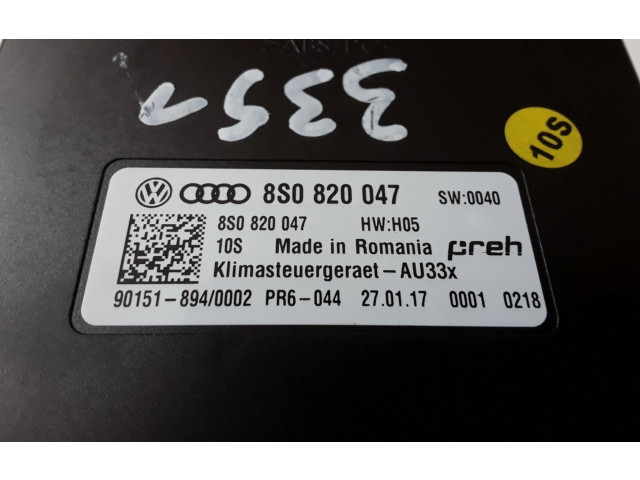 3351
10S
8S0 820 047 SW:0040
8S0 820 047 HW:H05
10S Made in Romania preh
Klimasteuergeraet-AU33x
90151-894/0002 PR6-044 27.01.17 0001 0218